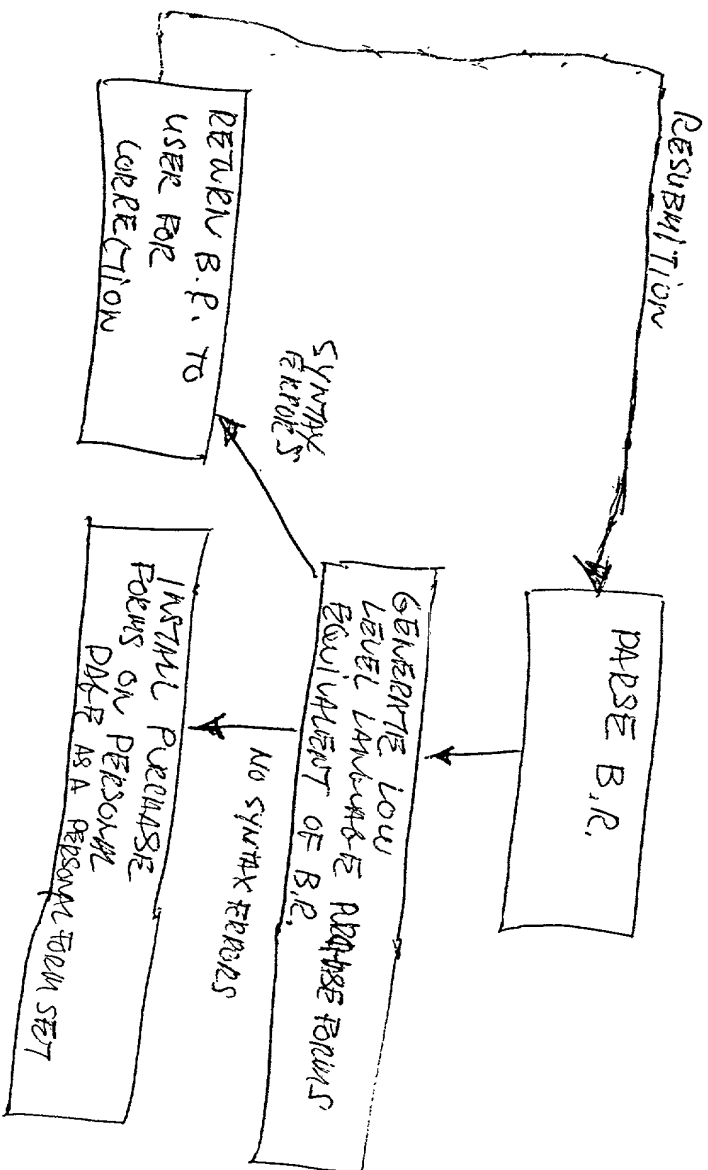 RESUBMITION
PARSE B.R.
GENERATE LOW
LEVEL LANGUAGE PURCHASE FORMS
EQUIVALENT OF B.R.
SYNTAX
ERRORS
NO SYNTAX ERRORS
RETURN B.R. TO
USER FOR
CORRECTION
INSTALL PURCHASE
FORMS ON PERSONAL
PAGE AS A PERSONAL FORM SET